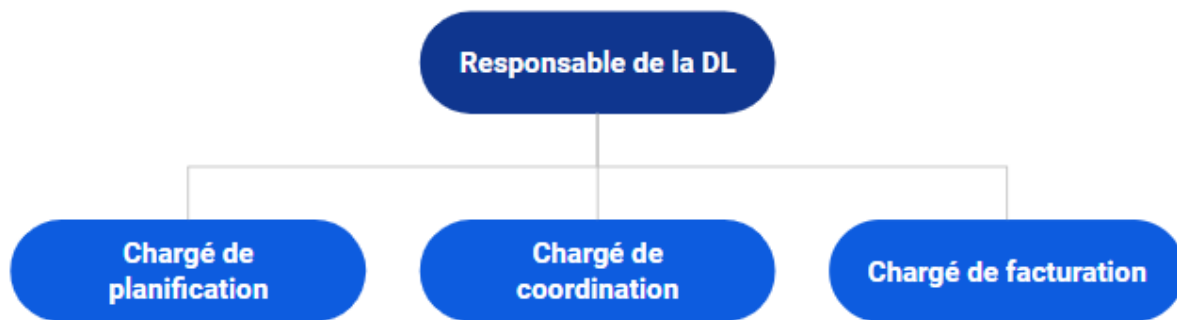 Responsable de la DL
Chargé de
planification
Chargé de
coordination
Chargé de facturation